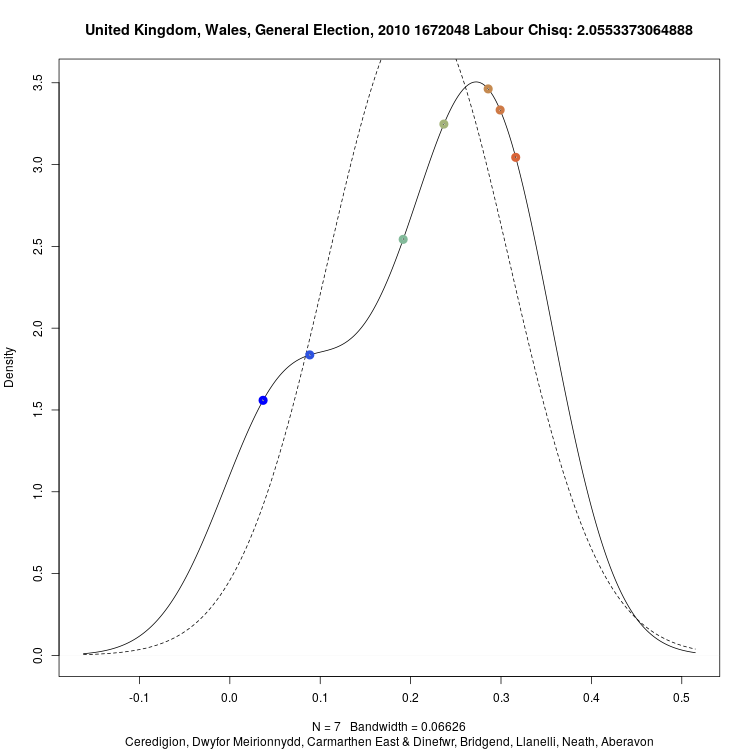 United Kingdom, Wales, General Election, 2010 1672048 Labour Chisq: 2.0553373064888
3.5
3.0
2.5
2.0
1.5
1.0
0.5
0.0
Density
-0.1 0.0 0.1 0.2 0.3 0.4 0.5
N = 7 Bandwidth = 0.06626
Ceredigion, Dwyfor Meirionnydd, Carmarthen East & Dinefwr, Bridgend, Llanelli, Neath, Aberavon